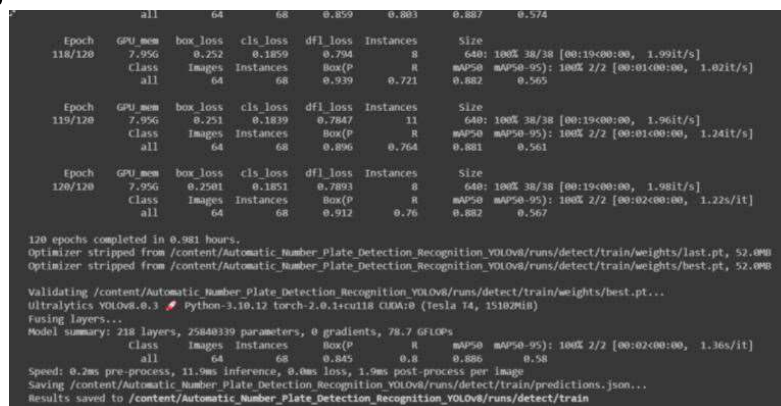 all 64 68 0.859 0.803 0.887 0.574
Epoch GPU_mem box_loss cls_loss dfl_loss Instances Size
118/120 7.95G 0.252 0.1859 0.794 8 640: 100% 38/38 [00:19<00:00, 1.99it/s]
Class Images Instances Box(P R mAP50 mAP50-95): 100% 2/2 [00:01<00:00, 1.02it/s]
all 64 68 0.939 0.721 0.882 0.565
Epoch GPU_mem box_loss cls_loss dfl_loss Instances Size
119/120 7.95G 0.251 0.1839 0.7847 11 640: 100% 38/38 [00:19<00:00, 1.96it/s]
Class Images Instances Box(P R mAP50 mAP50-95): 100% 2/2 [00:01<00:00, 1.24it/s]
all 64 68 0.896 0.764 0.881 0.561
Epoch GPU_mem box_loss cls_loss dfl_loss Instances Size
120/120 7.95G 0.2501 0.1851 0.7893 8 640: 100% 38/38 [00:19<00:00, 1.98it/s]
Class Images Instances Box(P R mAP50 mAP50-95): 100% 2/2 [00:02<00:00, 1.22s/it]
all 64 68 0.912 0.76 0.882 0.567
120 epochs completed in 0.981 hours.
Optimizer stripped from /content/Automatic_Number_Plate_Detection_Recognition_YOLOv8/runs/detect/train/weights/last.pt, 52.0MB
Optimizer stripped from /content/Automatic_Number_Plate_Detection_Recognition_YOLOv8/runs/detect/train/weights/best.pt, 52.0MB
Validating /content/Automatic_Number_Plate_Detection_Recognition_YOLOv8/runs/detect/train/weights/best.pt...
Ultralytics YOLOv8.0.3 🚀 Python-3.10.12 torch-2.0.1+cu118 CUDA:0 (Tesla T4, 15102MiB)
Fusing layers...
Model summary: 218 layers, 25840339 parameters, 0 gradients, 78.7 GFLOPs
Class Images Instances Box(P R mAP50 mAP50-95): 100% 2/2 [00:02<00:00, 1.36s/it]
all 64 68 0.845 0.8 0.886 0.58
Speed: 0.2ms pre-process, 11.9ms inference, 0.0ms loss, 1.9ms post-process per image
Saving /content/Automatic_Number_Plate_Detection_Recognition_YOLOv8/runs/detect/train/predictions.json...
Results saved to /content/Automatic_Number_Plate_Detection_Recognition_YOLOv8/runs/detect/train